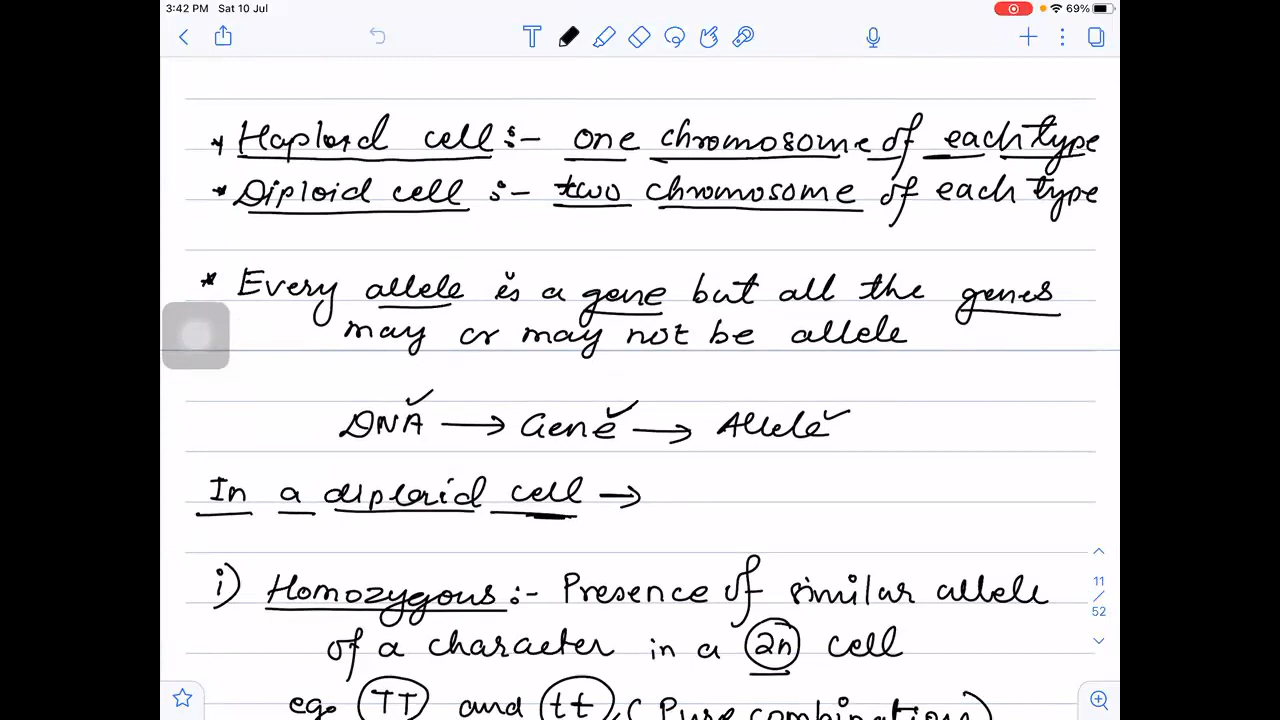 3:42 PM Sat 10 Jul
69%
T
* Haploid cell :- one chromosome of each type
* Diploid cell :- two chromosome of each type
* Every allele is a gene but all the genes
may or may not be allele
DNA → Gene → Allele
In a diploid cell →
i) Homozygous :- Presence of similar allele
of a character in a 2n cell
eg. TT and tt, ( Pure combinations)
11
/
52